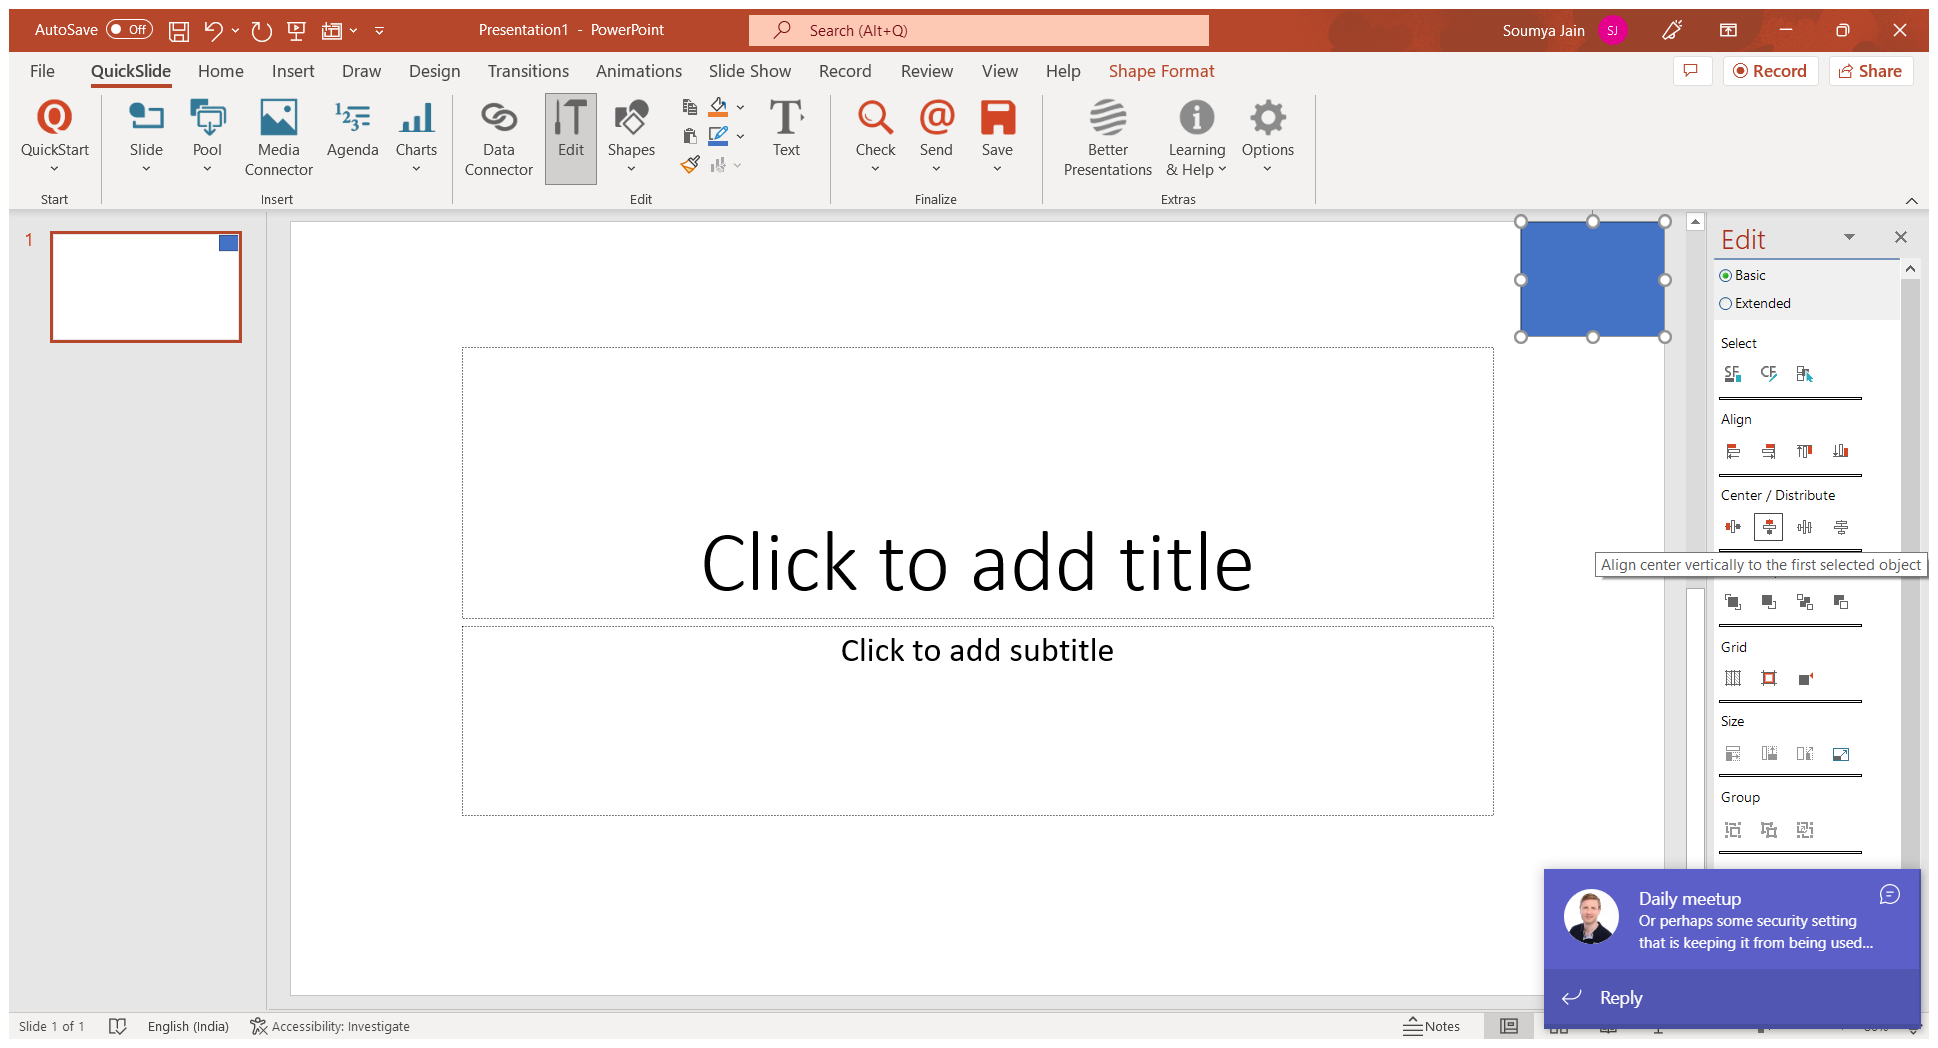 AutoSave Off Presentation1 - PowerPoint Search (Alt+Q) Soumya Jain SJ
File QuickSlide Home Insert Draw Design Transitions Animations Slide Show Record Review View Help Shape Format Record Share
QuickStart
Start
Slide
Pool
Media
Connector
Agenda
Charts
Insert
Data
Connector
Edit
Shapes
Text
Edit
Check
Send
Save
Finalize
Better
Presentations
Learning
& Help
Options
Extras
1
Click to add title
Click to add subtitle
Edit
Basic
Extended
Select
SF CF
Align
Center / Distribute
Align center vertically to the first selected object
Grid
Size
Group
Daily meetup
Or perhaps some security setting
that is keeping it from being used...
Reply
Slide 1 of 1 English (India) Accessibility: Investigate Notes